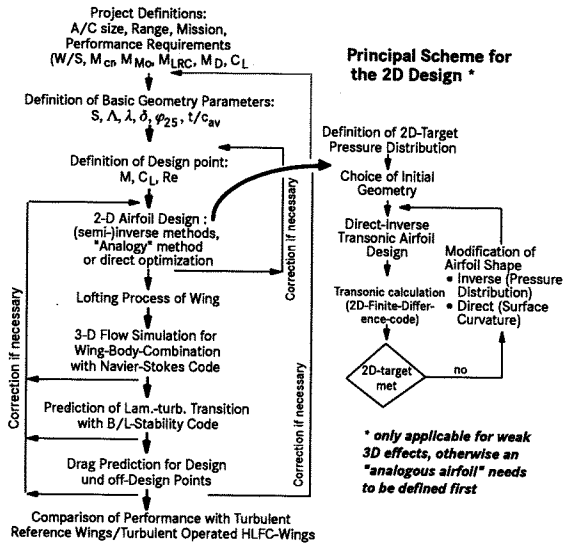 Project Definitions:
A/C size, Range, Mission,
Performance Requirements
(W/S, Mcr, MMo, MLRC, MD, CL
Definition of Basic Geometry Parameters:
S, Λ, λ, δ, φ25, t/cav
Definition of Design point:
M, CL, Re
2-D Airfoil Design :
(semi-)inverse methods,
"Analogy" method
or direct optimization
Lofting Process of Wing
3-D Flow Simulation for
Wing-Body-Combination
with Navier-Stokes Code
Prediction of Lam.-turb. Transition
with B/L-Stability Code
Drag Prediction for Design
und off-Design Points
Comparison of Performance with Turbulent
Reference Wings/Turbulent Operated HLFC-Wings
Correction if necessary
Correction if necessary
Correction if necessary
Principal Scheme for
the 2D Design *
Definition of 2D-Target
Pressure Distribution
Choice of Initial
Geometry
Direct-Inverse
Transonic Airfoil
Design
Transonic calculation
(2D-Finite-Differ-
ence-code)
2D-target
met
no
Modification of
Airfoil Shape
• Inverse (Pressure
Distribution)
• Direct (Surface
Curvature)
* only applicable for weak
3D effects, otherwise an
"analogous airfoil" needs
to be defined first